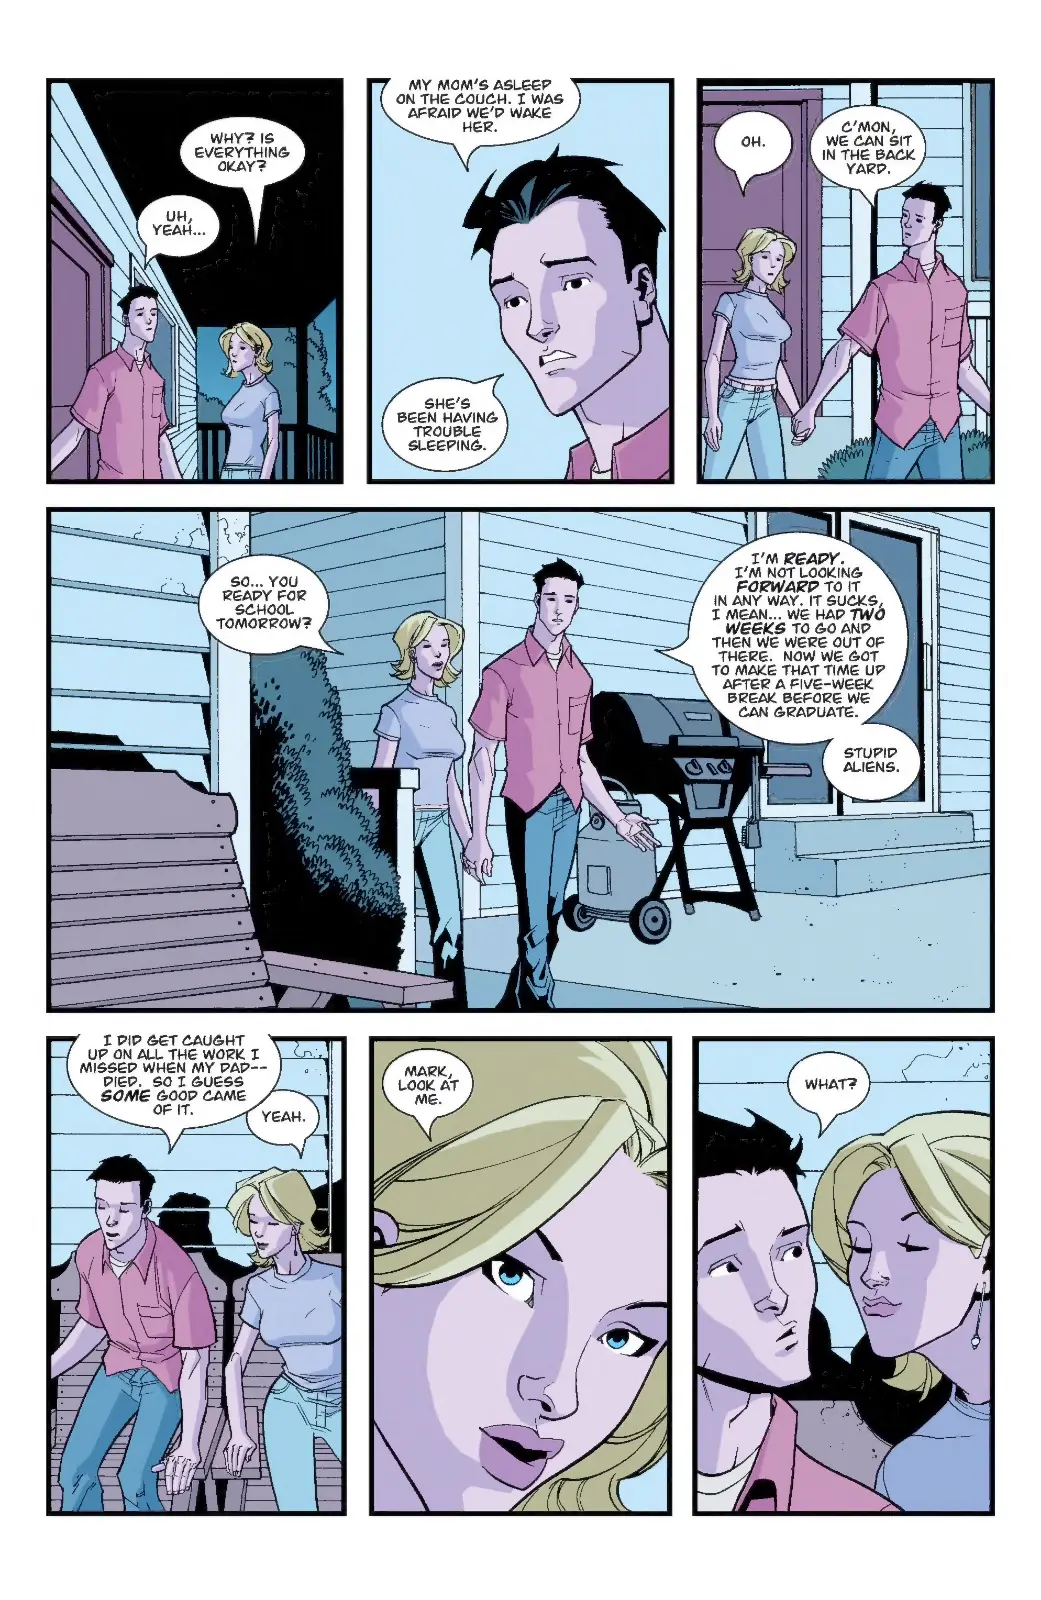 WHY? IS
EVERYTHING
OKAY?
UH,
YEAH...
MY MOM'S ASLEEP
ON THE COUCH. I WAS
AFRAID WE'D WAKE
HER.
SHE'S
BEEN HAVING
TROUBLE
SLEEPING.
OH.
C'MON,
WE CAN SIT
IN THE BACK
YARD.
SO... YOU
READY FOR
SCHOOL
TOMORROW?
I'M READY.
I'M NOT LOOKING
FORWARD TO IT
IN ANY WAY. IT SUCKS,
I MEAN... WE HAD TWO
WEEKS TO GO AND
THEN WE WERE OUT OF
THERE. NOW WE GOT
TO MAKE THAT TIME UP
AFTER A FIVE-WEEK
BREAK BEFORE WE
CAN GRADUATE.
STUPID
ALIENS.
I DID GET CAUGHT
UP ON ALL THE WORK I
MISSED WHEN MY DAD--
DIED. SO I GUESS
SOME GOOD CAME
OF IT.
YEAH.
MARK,
LOOK AT
ME.
WHAT?